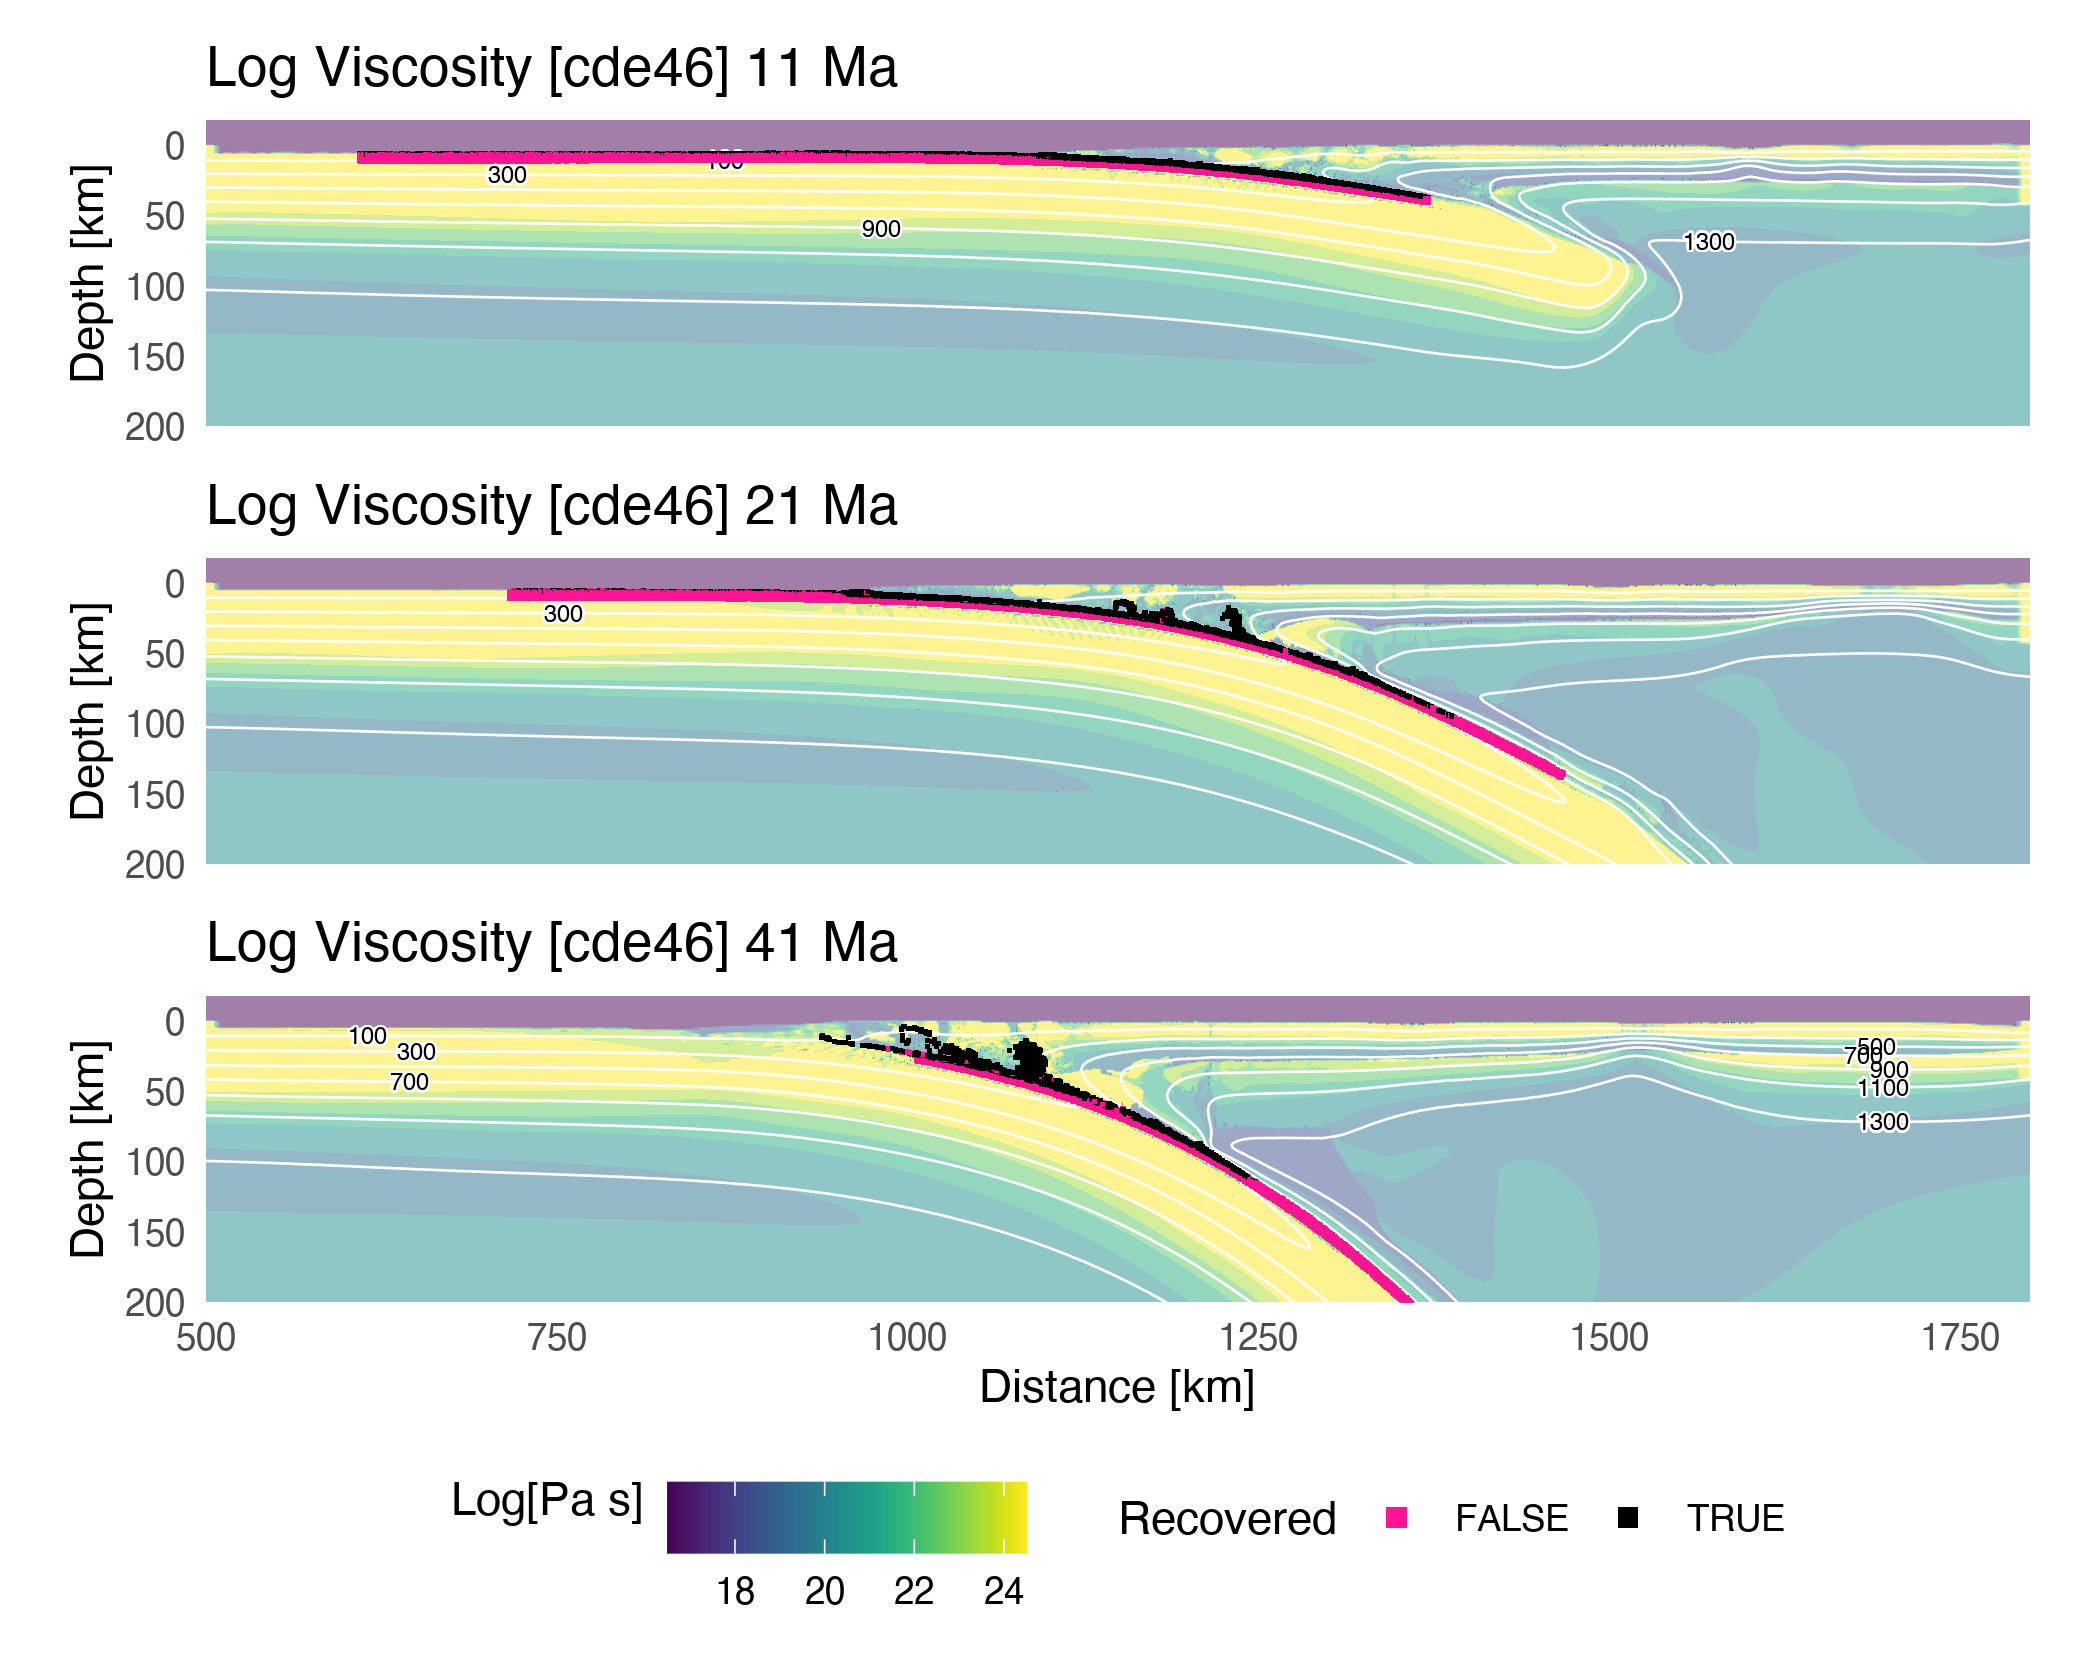 Log Viscosity [cde46] 11 Ma
0
50
100
150
200
Depth [km]
100
300
900
1300
Log Viscosity [cde46] 21 Ma
0
50
100
150
200
Depth [km]
300
Log Viscosity [cde46] 41 Ma
0
50
100
150
200
Depth [km]
100
300
700
500
700
900
1100
1300
500 750 1000 1250 1500 1750
Distance [km]
Log[Pa s]
18 20 22 24
Recovered FALSE TRUE